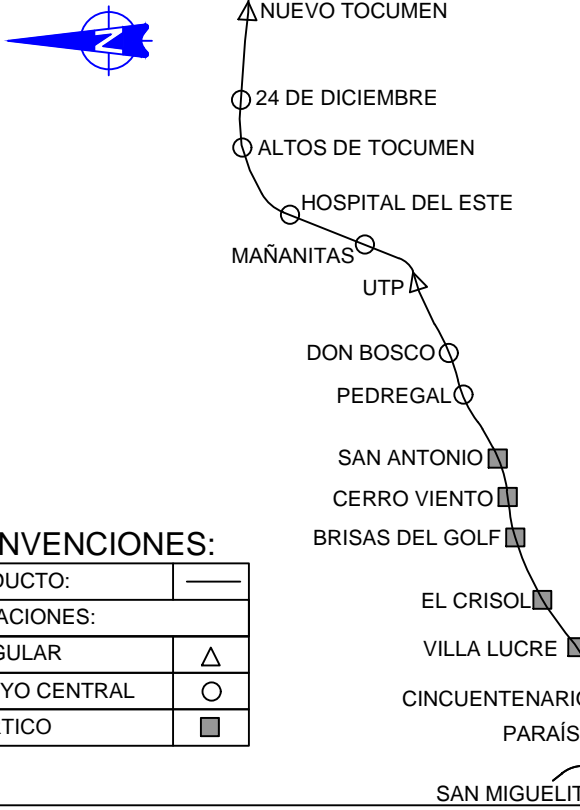 N
NUEVO TOCUMEN
24 DE DICIEMBRE
ALTOS DE TOCUMEN
HOSPITAL DEL ESTE
MAÑANITAS
UTP
DON BOSCO
PEDREGAL
SAN ANTONIO
CERRO VIENTO
BRISAS DEL GOLF
EL CRISOL
VILLA LUCRE
CINCUENTENARIO
PARAÍS
SAN MIGUELIT
NVENCIONES:
DUCTO:
ACIONES:
GULAR
YO CENTRAL
TICO